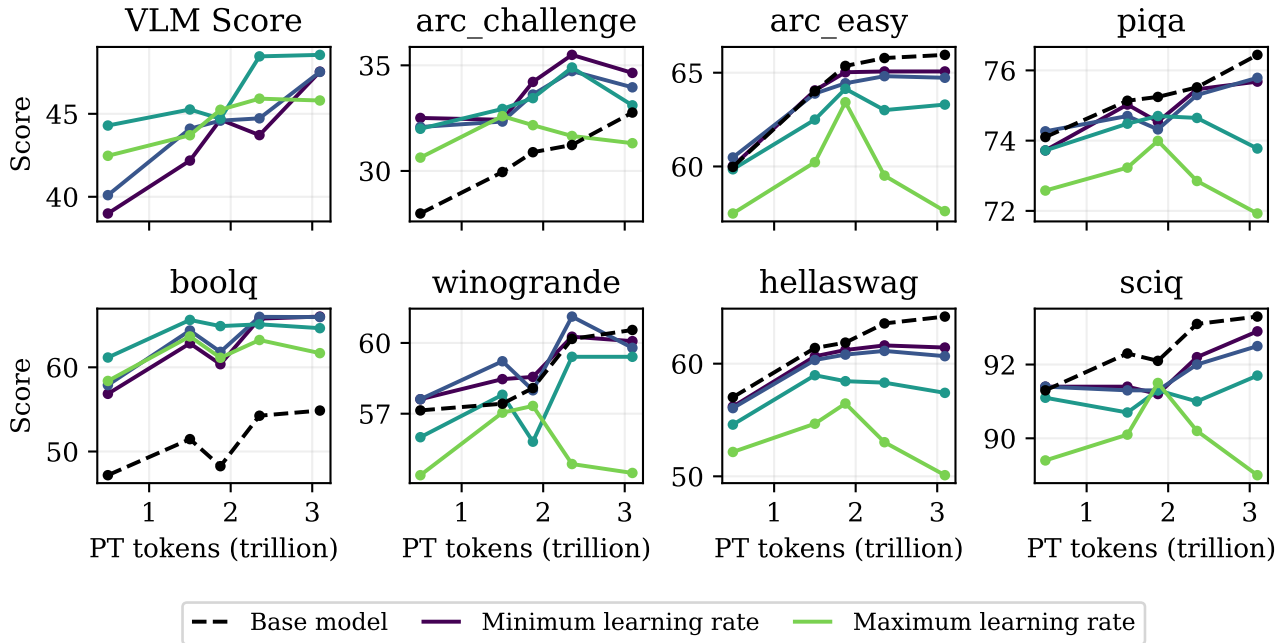 VLM Score
arc_challenge
arc_easy
piqa
Score
45
40
35
30
65
60
76
74
72
boolq
winogrande
hellaswag
sciq
Score
60
50
60
57
60
50
92
90
1 2 3
1 2 3
1 2 3
1 2 3
PT tokens (trillion)
PT tokens (trillion)
PT tokens (trillion)
PT tokens (trillion)
Base model
Minimum learning rate
Maximum learning rate